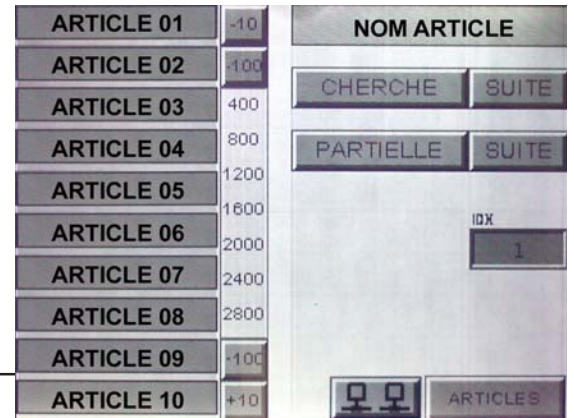 ARTICLE 01
ARTICLE 02
ARTICLE 03
ARTICLE 04
ARTICLE 05
ARTICLE 06
ARTICLE 07
ARTICLE 08
ARTICLE 09
ARTICLE 10
-10
-100
400
800
1200
1600
2000
2400
2800
-100
+10
NOM ARTICLE
CHERCHE SUITE
PARTIELLE SUITE
IDX
1
ARTICLES